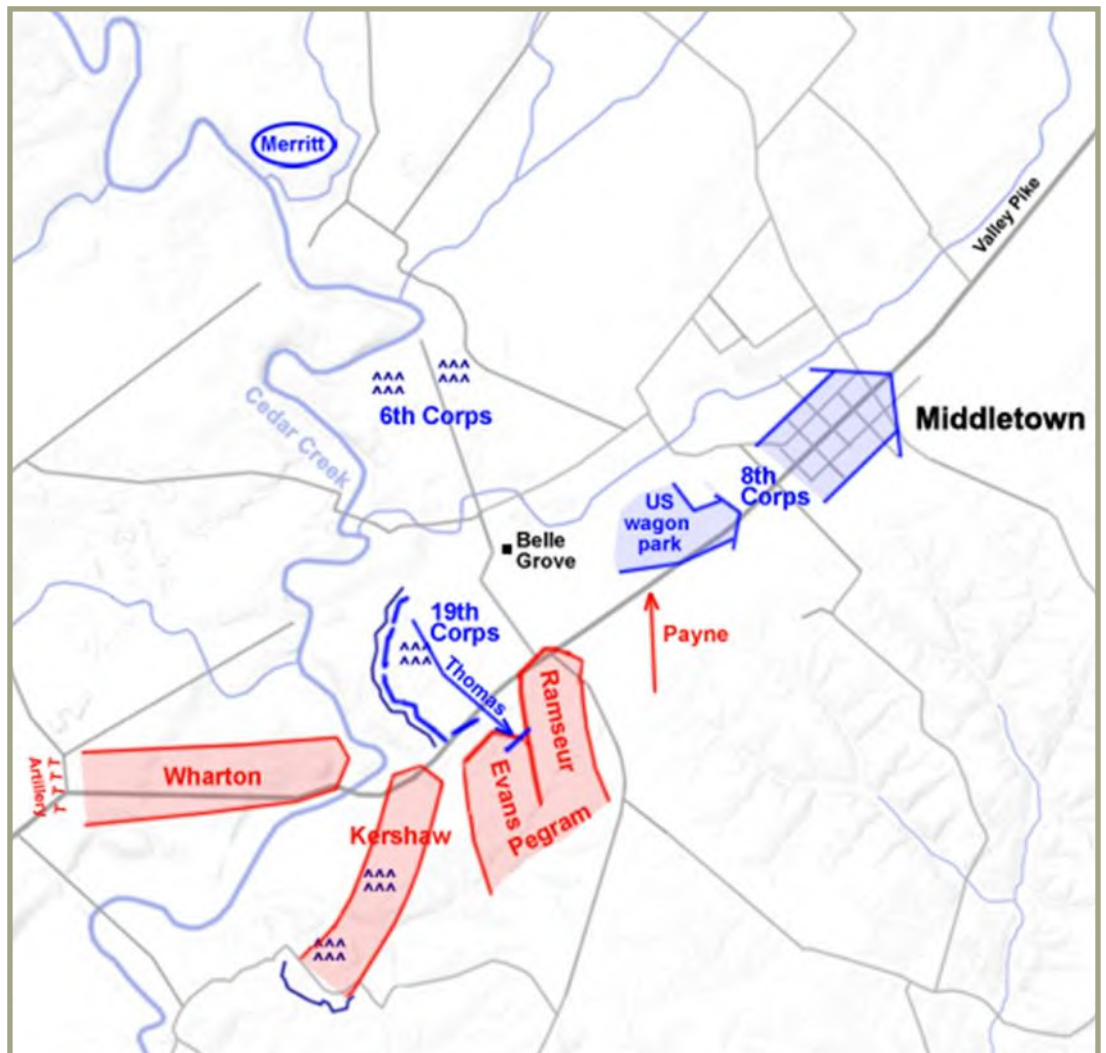 Merritt
Valley Pike
6th Corps
Cedar Creek
Middletown
8th
Corps
US
wagon
park
Belle
Grove
19th
Corps
Payne
Thomas
Ramseur
Wharton
Artillery
Evans
Pegram
Kershaw